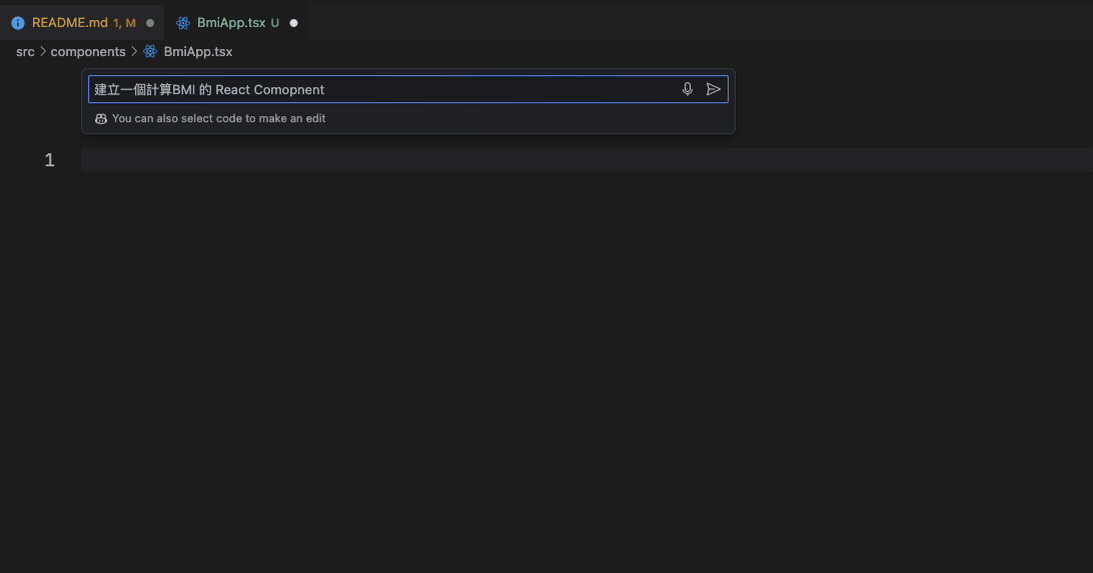 README.md 1, M BmiApp.tsx U
src > components > BmiApp.tsx
建立一個計算BMI 的 React Comopnent
You can also select code to make an edit
1